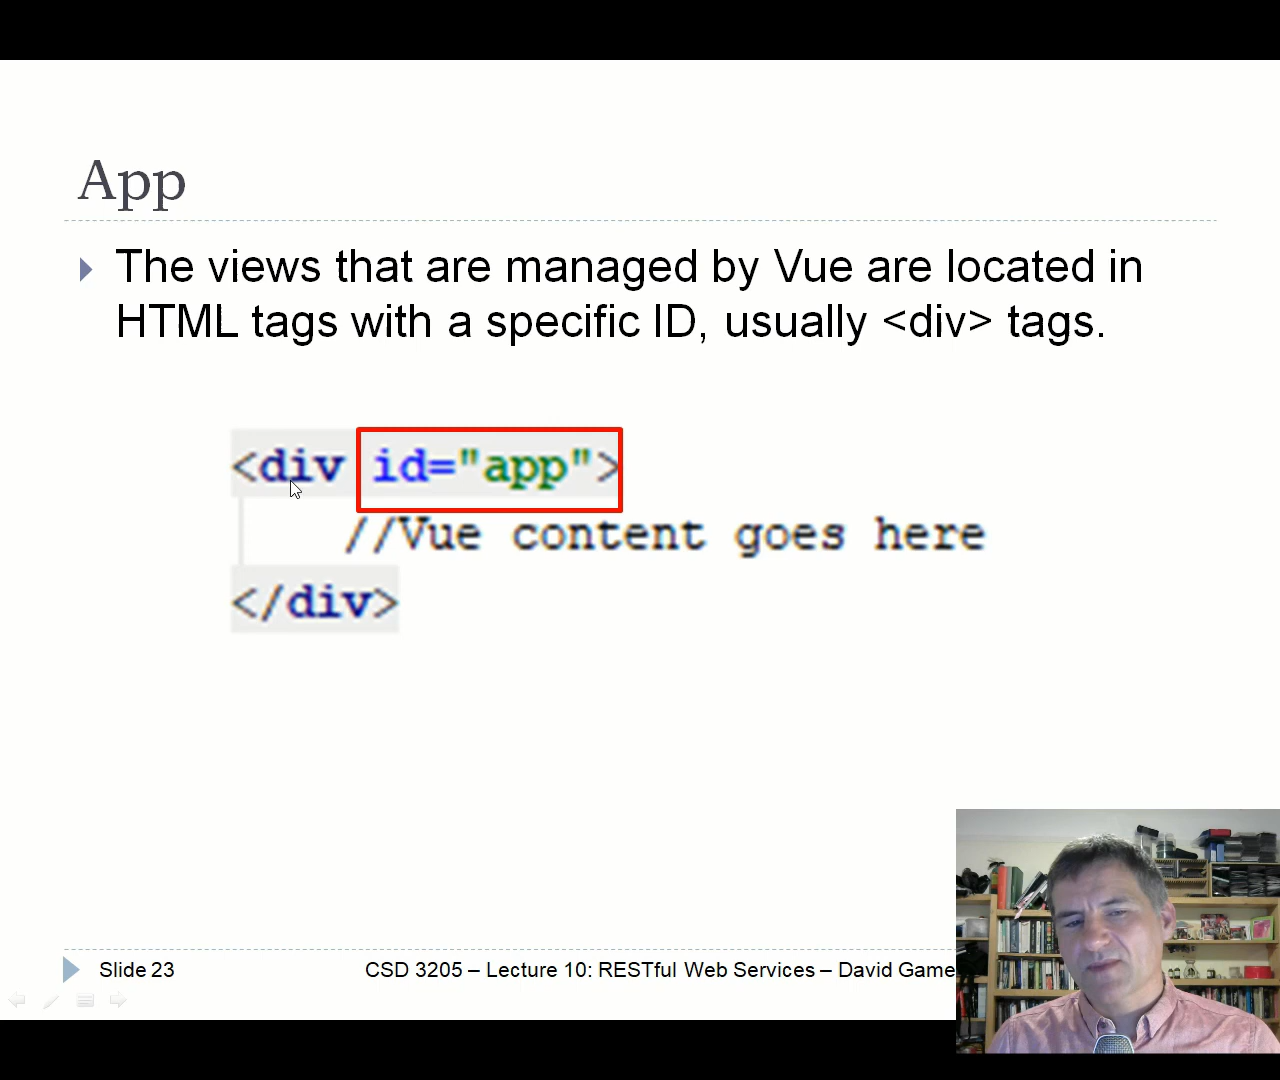 App
The views that are managed by Vue are located in
HTML tags with a specific ID, usually <div> tags.
<div id="app">
//Vue content goes here
</div>
Slide 23
CSD 3205 – Lecture 10: RESTful Web Services – David Game